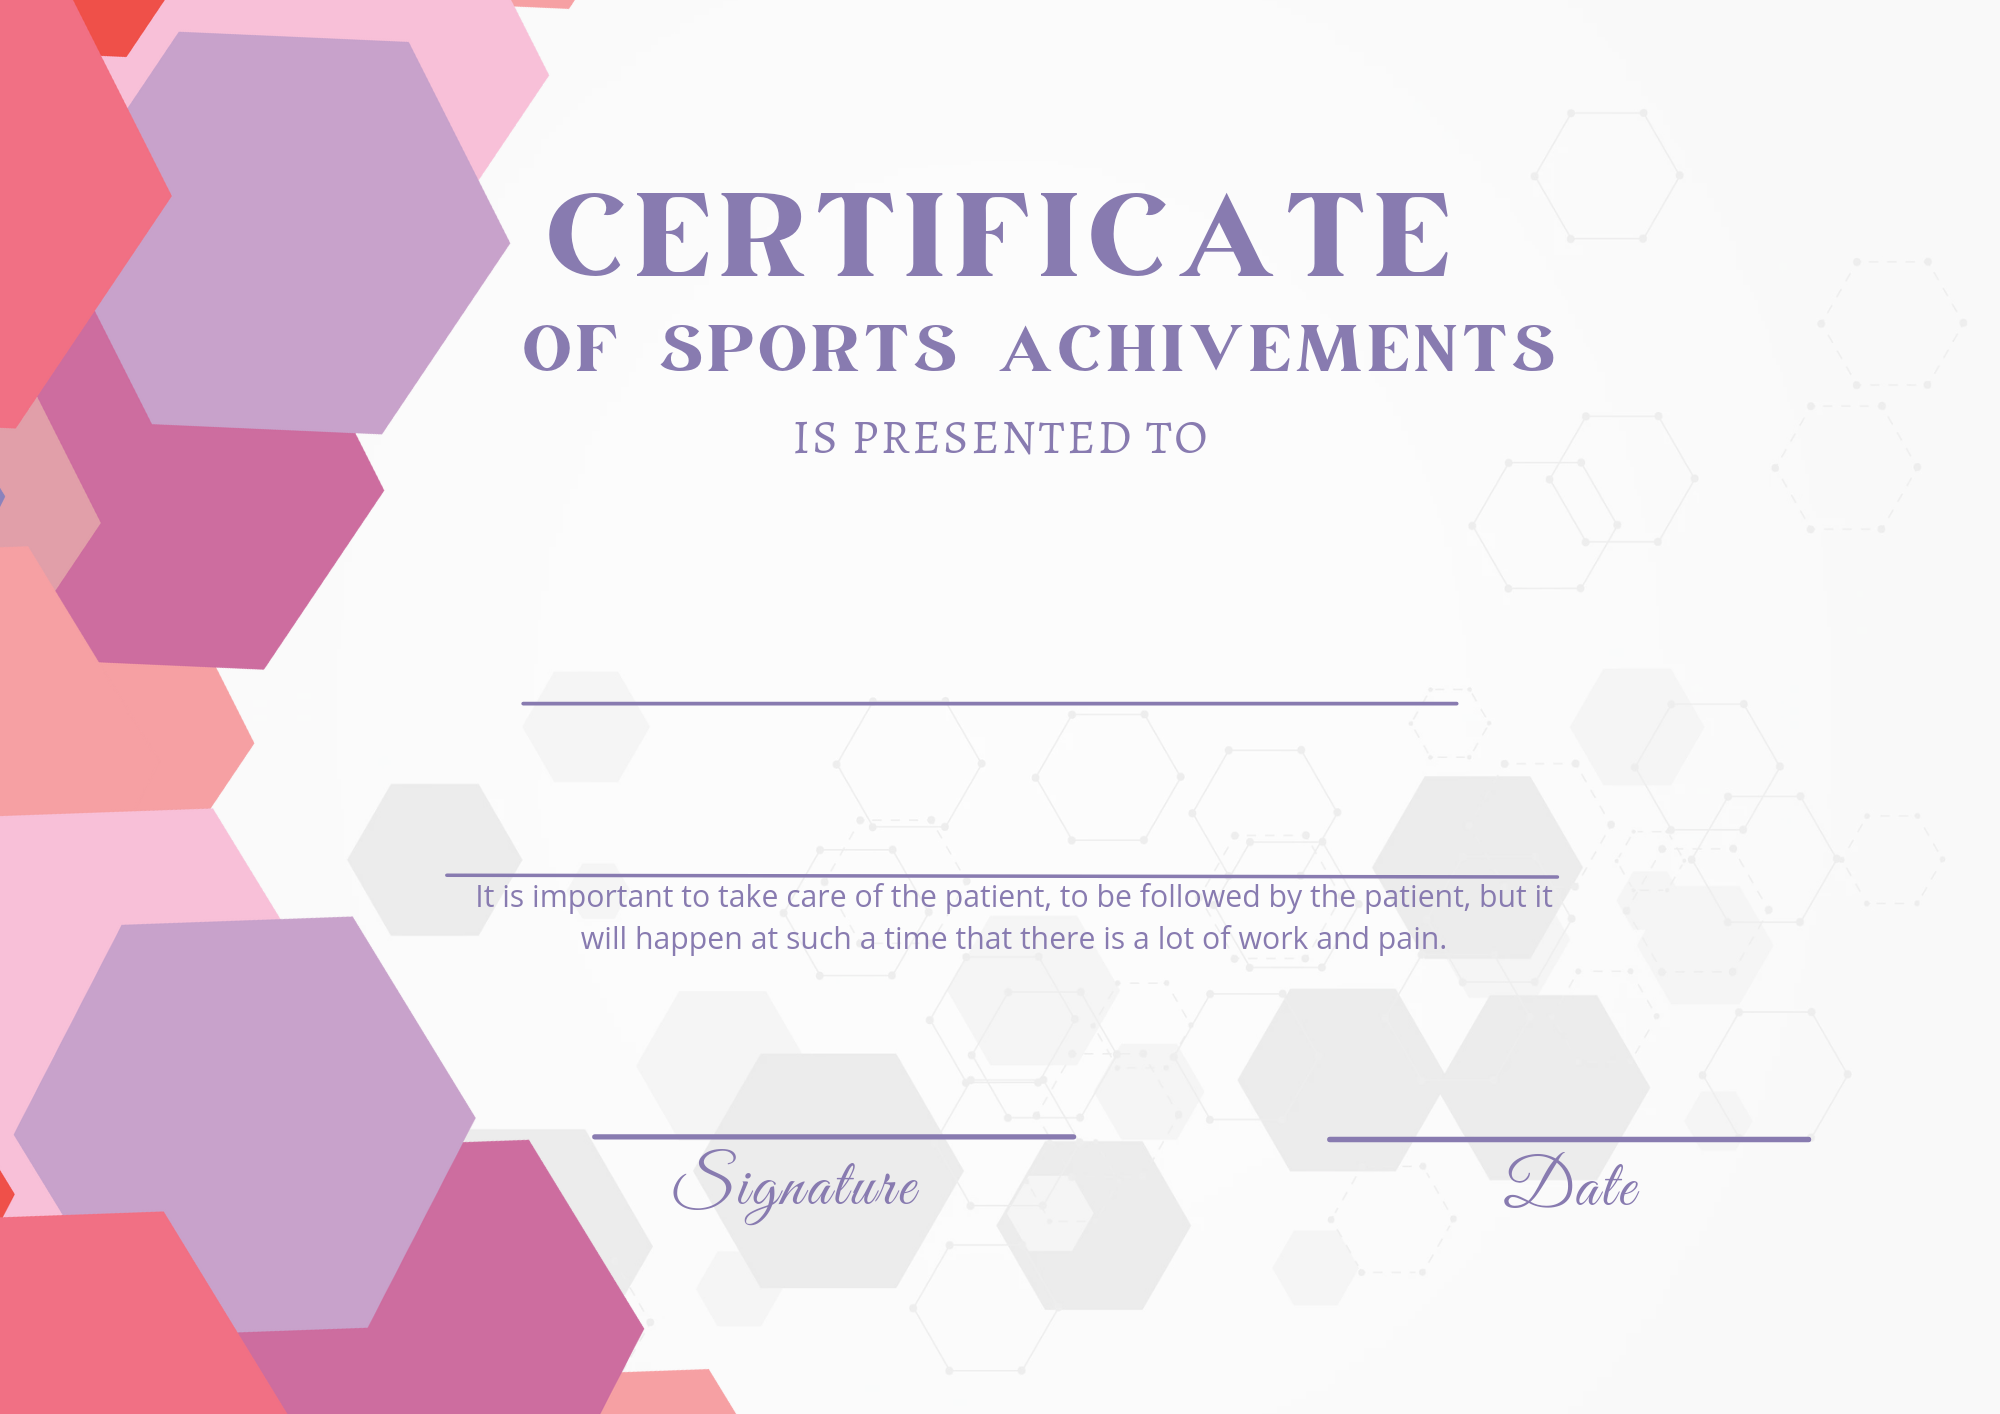 CERTIFICATE
OF SPORTS ACHIVEMENTS
IS PRESENTED TO
It is important to take care of the patient, to be followed by the patient, but it
will happen at such a time that there is a lot of work and pain.
Signature
Date